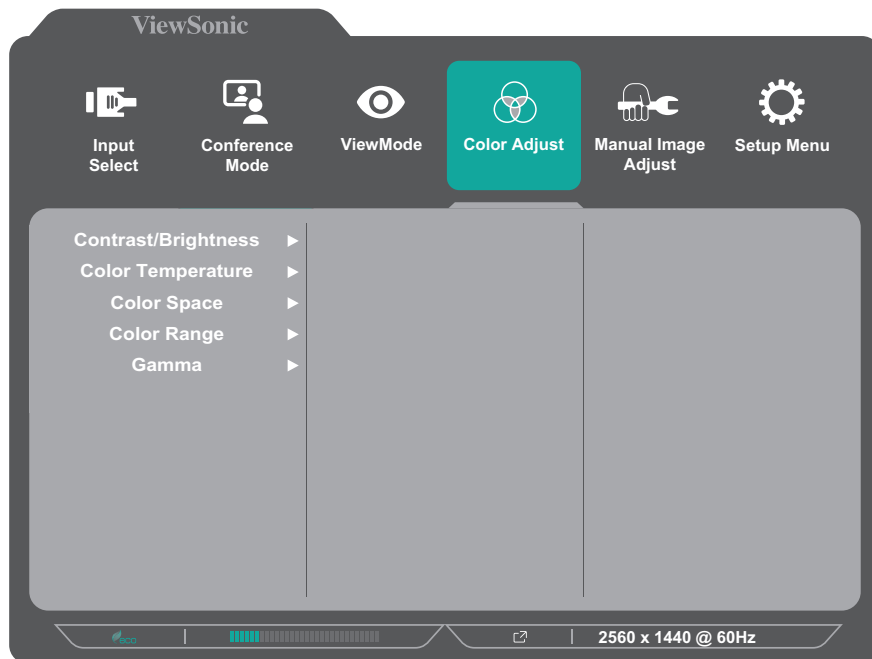 ViewSonic
Input
Select
Conference
Mode
ViewMode
Color Adjust
Manual Image
Adjust
Setup Menu
Contrast/Brightness
Color Temperature
Color Space
Color Range
Gamma
eco
2560 x 1440 @ 60Hz